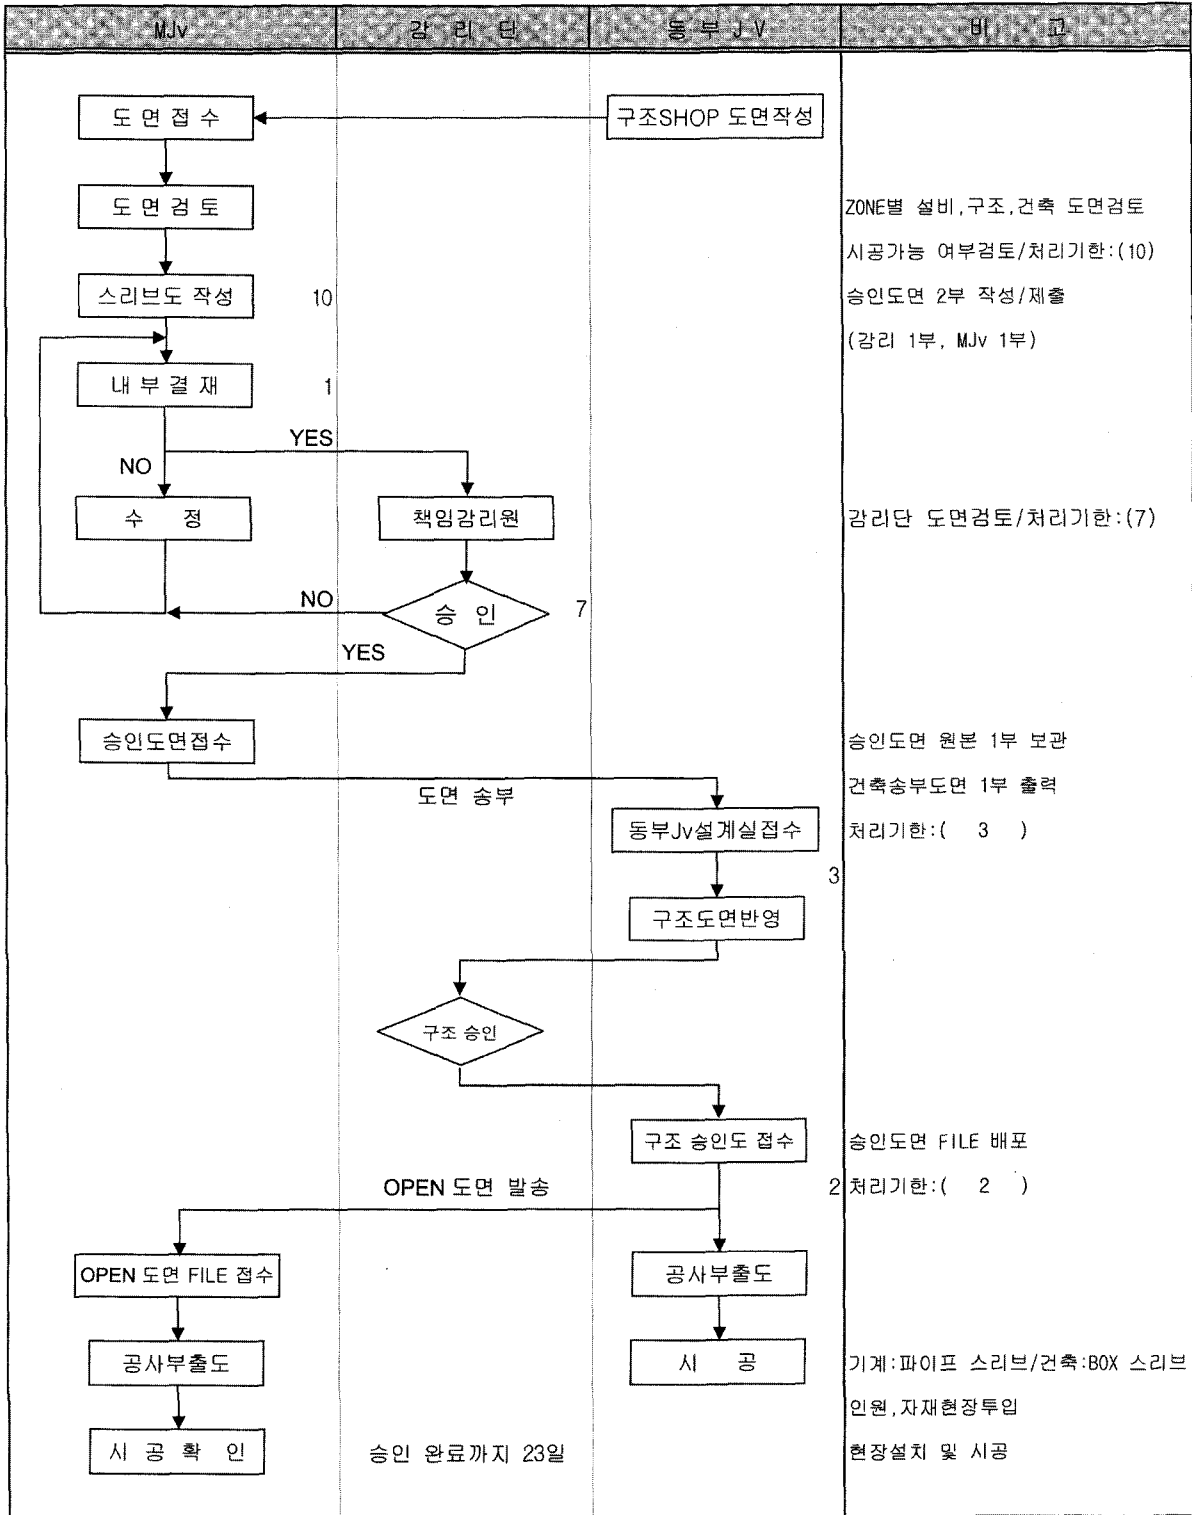 MJv 감 리 단 동 부 J V 비 고
도 면 접 수 구조SHOP 도면작성
도 면 검 토 ZONE별 설비,구조,건축 도면검토
시공가능 여부검토/처리기한:(10)
스리브도 작성 10 승인도면 2부 작성/제출
(감리 1부, MJv 1부)
내 부 결 재 1
YES
NO
수 정 책임감리원 감리단 도면검토/처리기한:(7)
NO 승 인 7
YES
승인도면접수 승인도면 원본 1부 보관
도면 송부 건축송부도면 1부 출력
동부Jv설계실접수 처리기한:( 3 )
3
구조도면반영
구조 승인
구조 승인도 접수 승인도면 FILE 배포
OPEN 도면 발송 2 처리기한:( 2 )
OPEN 도면 FILE 접수 공사부출도
공사부출도 시 공 기계:파이프 스리브/건축:BOX 스리브
인원,자재현장투입
시 공 확 인 승인 완료까지 23일 현장설치 및 시공